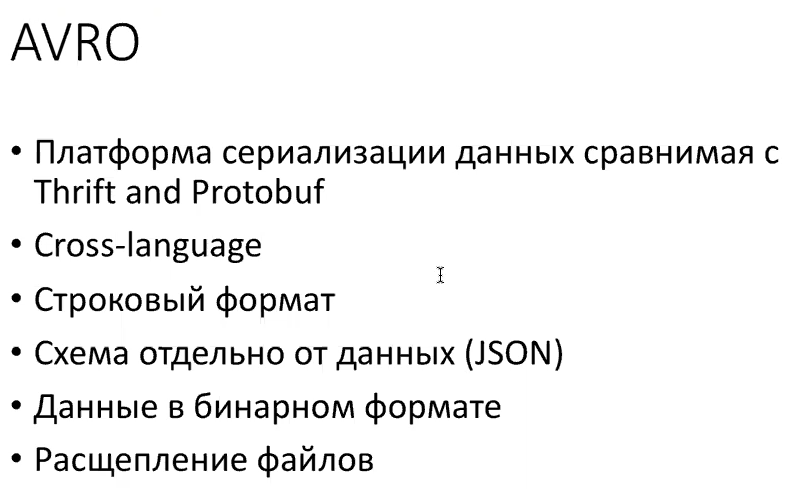 AVRO
• Платформа сериализации данных сравнимая с
Thrift and Protobuf
• Cross-language
• Строковый формат
• Схема отдельно от данных (JSON)
• Данные в бинарном формате
• Расщепление файлов